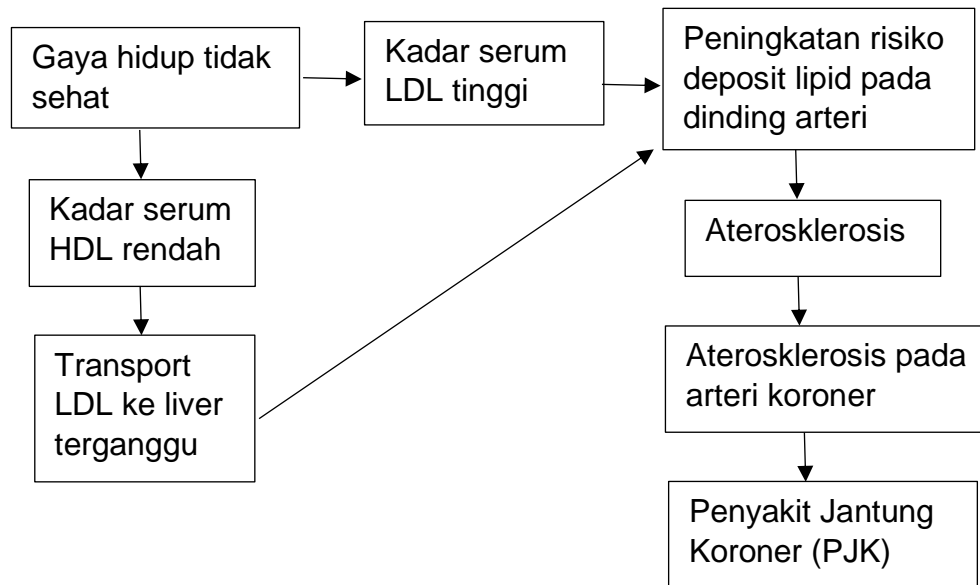 Gaya hidup tidak
sehat
Kadar serum
LDL tinggi
Peningkatan risiko
deposit lipid pada
dinding arteri
Kadar serum
HDL rendah
Aterosklerosis
Transport
LDL ke liver
terganggu
Aterosklerosis pada
arteri koroner
Penyakit Jantung
Koroner (PJK)